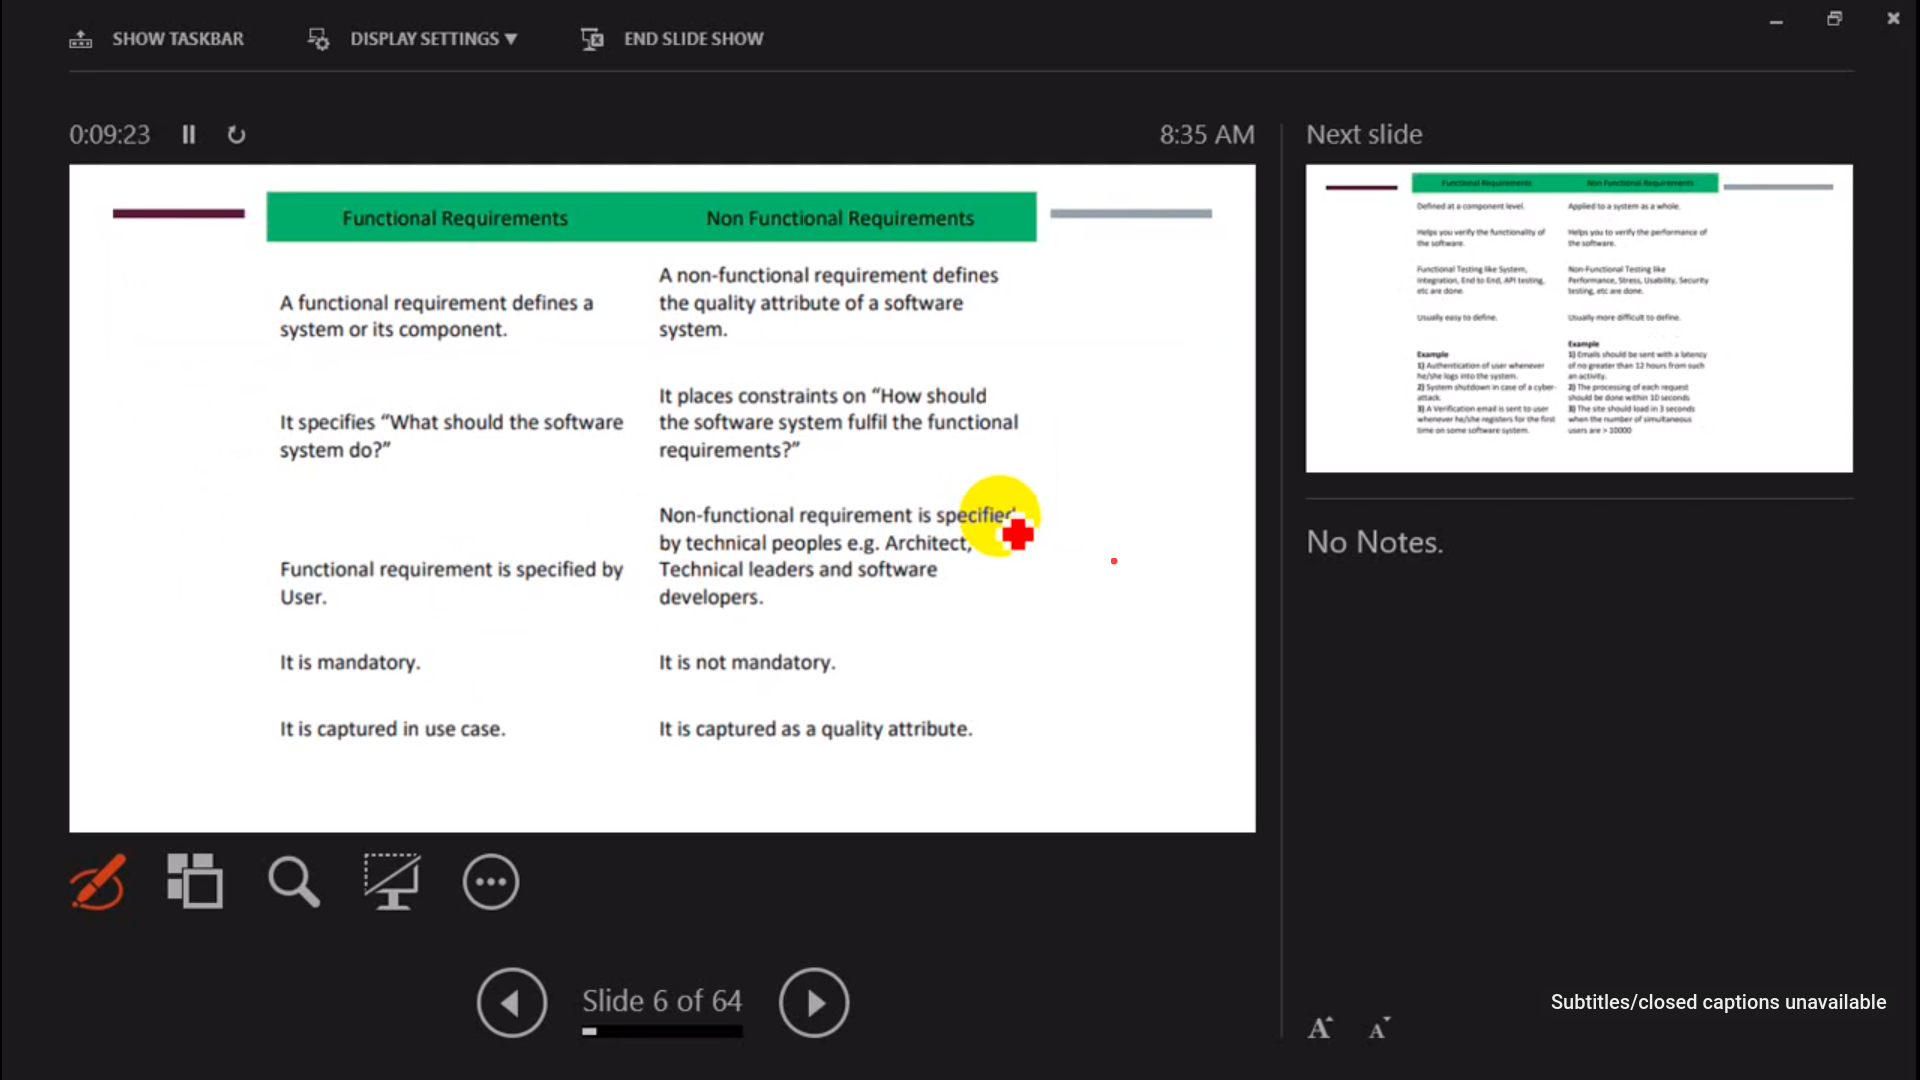 SHOW TASKBAR
DISPLAY SETTINGS ▼
END SLIDE SHOW
0:09:23
8:35 AM
Next slide
Functional Requirements
Non Functional Requirements
A functional requirement defines a
system or its component.
A non-functional requirement defines
the quality attribute of a software
system.
It specifies “What should the software
system do?”
It places constraints on “How should
the software system fulfil the functional
requirements?”
Functional requirement is specified by
User.
Non-functional requirement is specified
by technical peoples e.g. Architect,
Technical leaders and software
developers.
It is mandatory.
It is not mandatory.
It is captured in use case.
It is captured as a quality attribute.
Functional Requirements
Non Functional Requirements
Defined at a component level.
Applied to a system as a whole.
Helps you verify the functionality of
the software.
Helps you to verify the performance of
the software.
Functional Testing like System,
Integration, End to End, API testing,
etc are done.
Non-Functional Testing like
Performance, Stress, Usability, Security
testing, etc are done.
Usually easy to define.
Usually more difficult to define.
Example
1) Authentication of user whenever
he/she logs into the system.
2) System shutdown in case of a cyber-
attack.
3) A Verification email is sent to user
whenever he/she registers for the first
time on some software system.
Example
1) Emails should be sent with a latency
of no greater than 12 hours from such
an activity.
2) The processing of each request
should be done within 10 seconds
3) The site should load in 3 seconds
when the number of simultaneous
users are > 10000
No Notes.
Slide 6 of 64
A A
Subtitles/closed captions unavailable